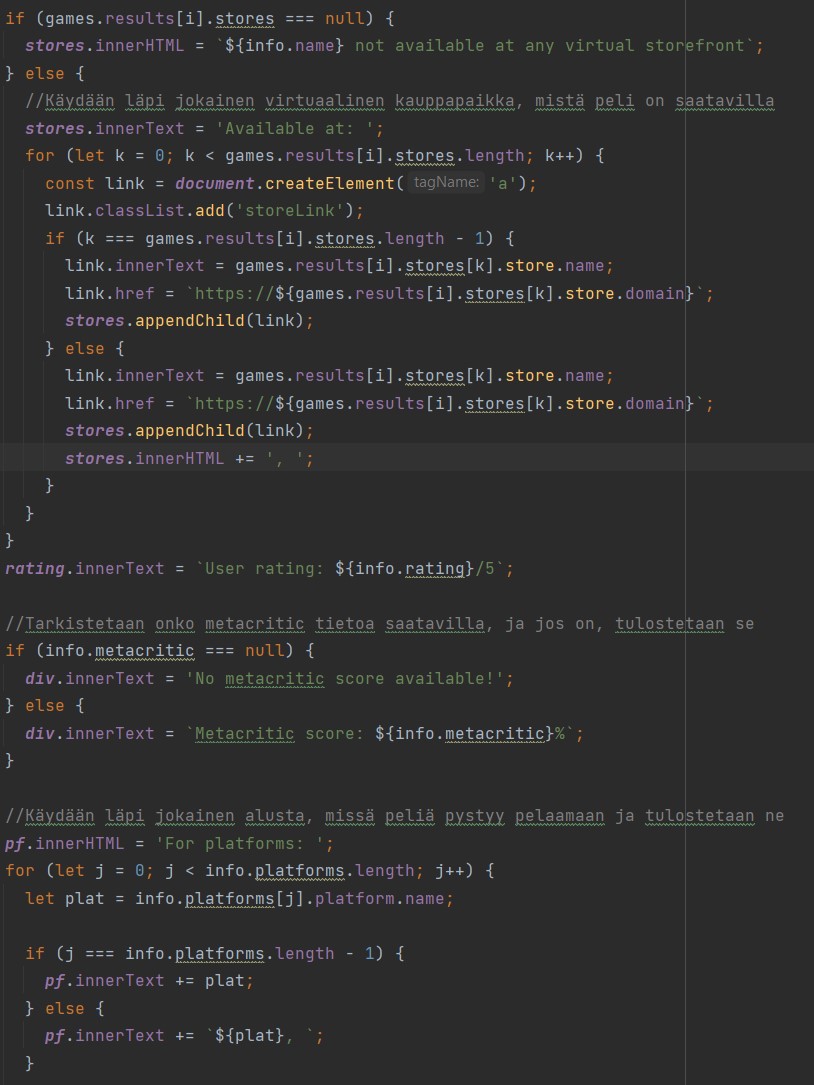 if (games.results[i].stores === null) {
  stores.innerHTML = `${info.name} not available at any virtual storefront`;
} else {
  //Käydään läpi jokainen virtuaalinen kauppapaikka, mistä peli on saatavilla
  stores.innerText = 'Available at: ';
  for (let k = 0; k < games.results[i].stores.length; k++) {
    const link = document.createElement( tagName: 'a');
    link.classList.add('storeLink');
    if (k === games.results[i].stores.length - 1) {
      link.innerText = games.results[i].stores[k].store.name;
      link.href = `https://${games.results[i].stores[k].store.domain}`;
      stores.appendChild(link);
    } else {
      link.innerText = games.results[i].stores[k].store.name;
      link.href = `https://${games.results[i].stores[k].store.domain}`;
      stores.appendChild(link);
      stores.innerHTML += ', ';
    }
  }
}
rating.innerText = `User rating: ${info.rating}/5`;

//Tarkistetaan onko metacritic tietoa saatavilla, ja jos on, tulostetaan se
if (info.metacritic === null) {
  div.innerText = 'No metacritic score available!';
} else {
  div.innerText = `Metacritic score: ${info.metacritic}%`;
}

//Käydään läpi jokainen alusta, missä peliä pystyy pelaamaan ja tulostetaan ne
pf.innerHTML = 'For platforms: ';
for (let j = 0; j < info.platforms.length; j++) {
  let plat = info.platforms[j].platform.name;

  if (j === info.platforms.length - 1) {
    pf.innerText += plat;
  } else {
    pf.innerText += `${plat}, `;
  }